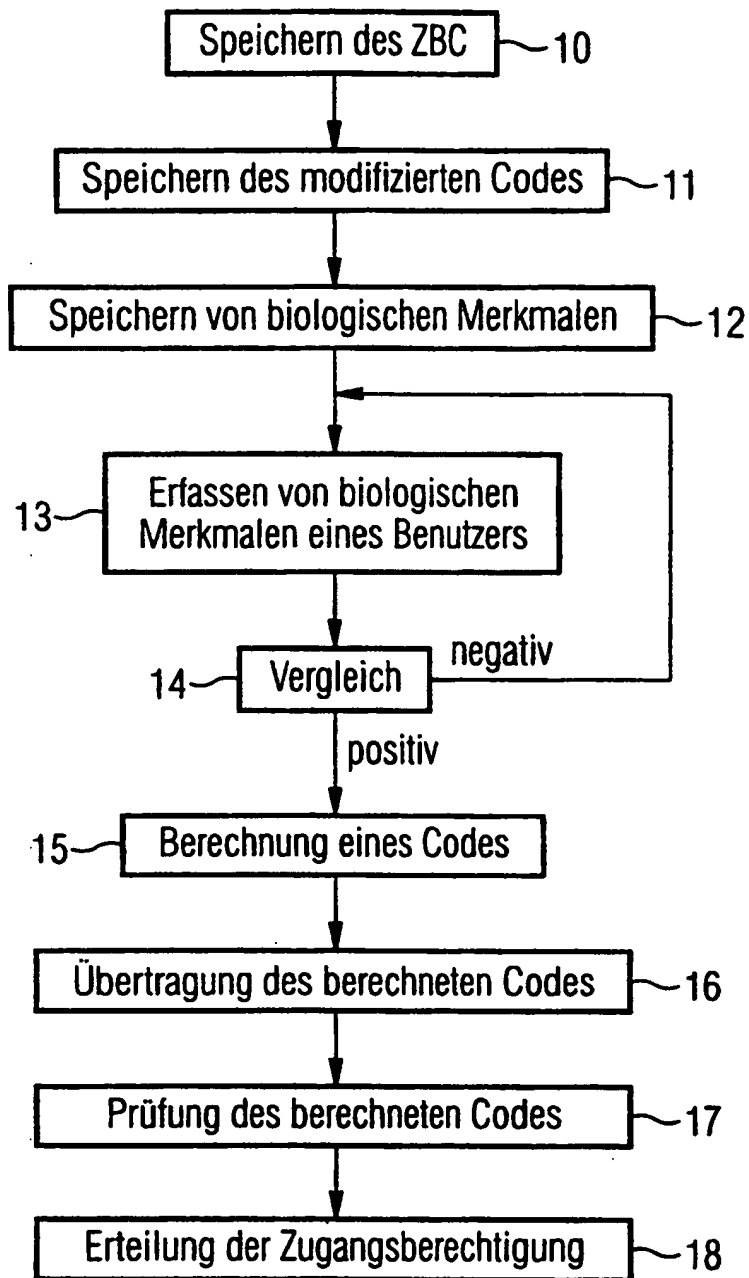 Speichern des ZBC 10
Speichern des modifizierten Codes 11
Speichern von biologischen Merkmalen 12
13 Erfassen von biologischen
Merkmalen eines Benutzers
14 Vergleich negativ
positiv
15 Berechnung eines Codes
Übertragung des berechneten Codes 16
Prüfung des berechneten Codes 17
Erteilung der Zugangsberechtigung 18